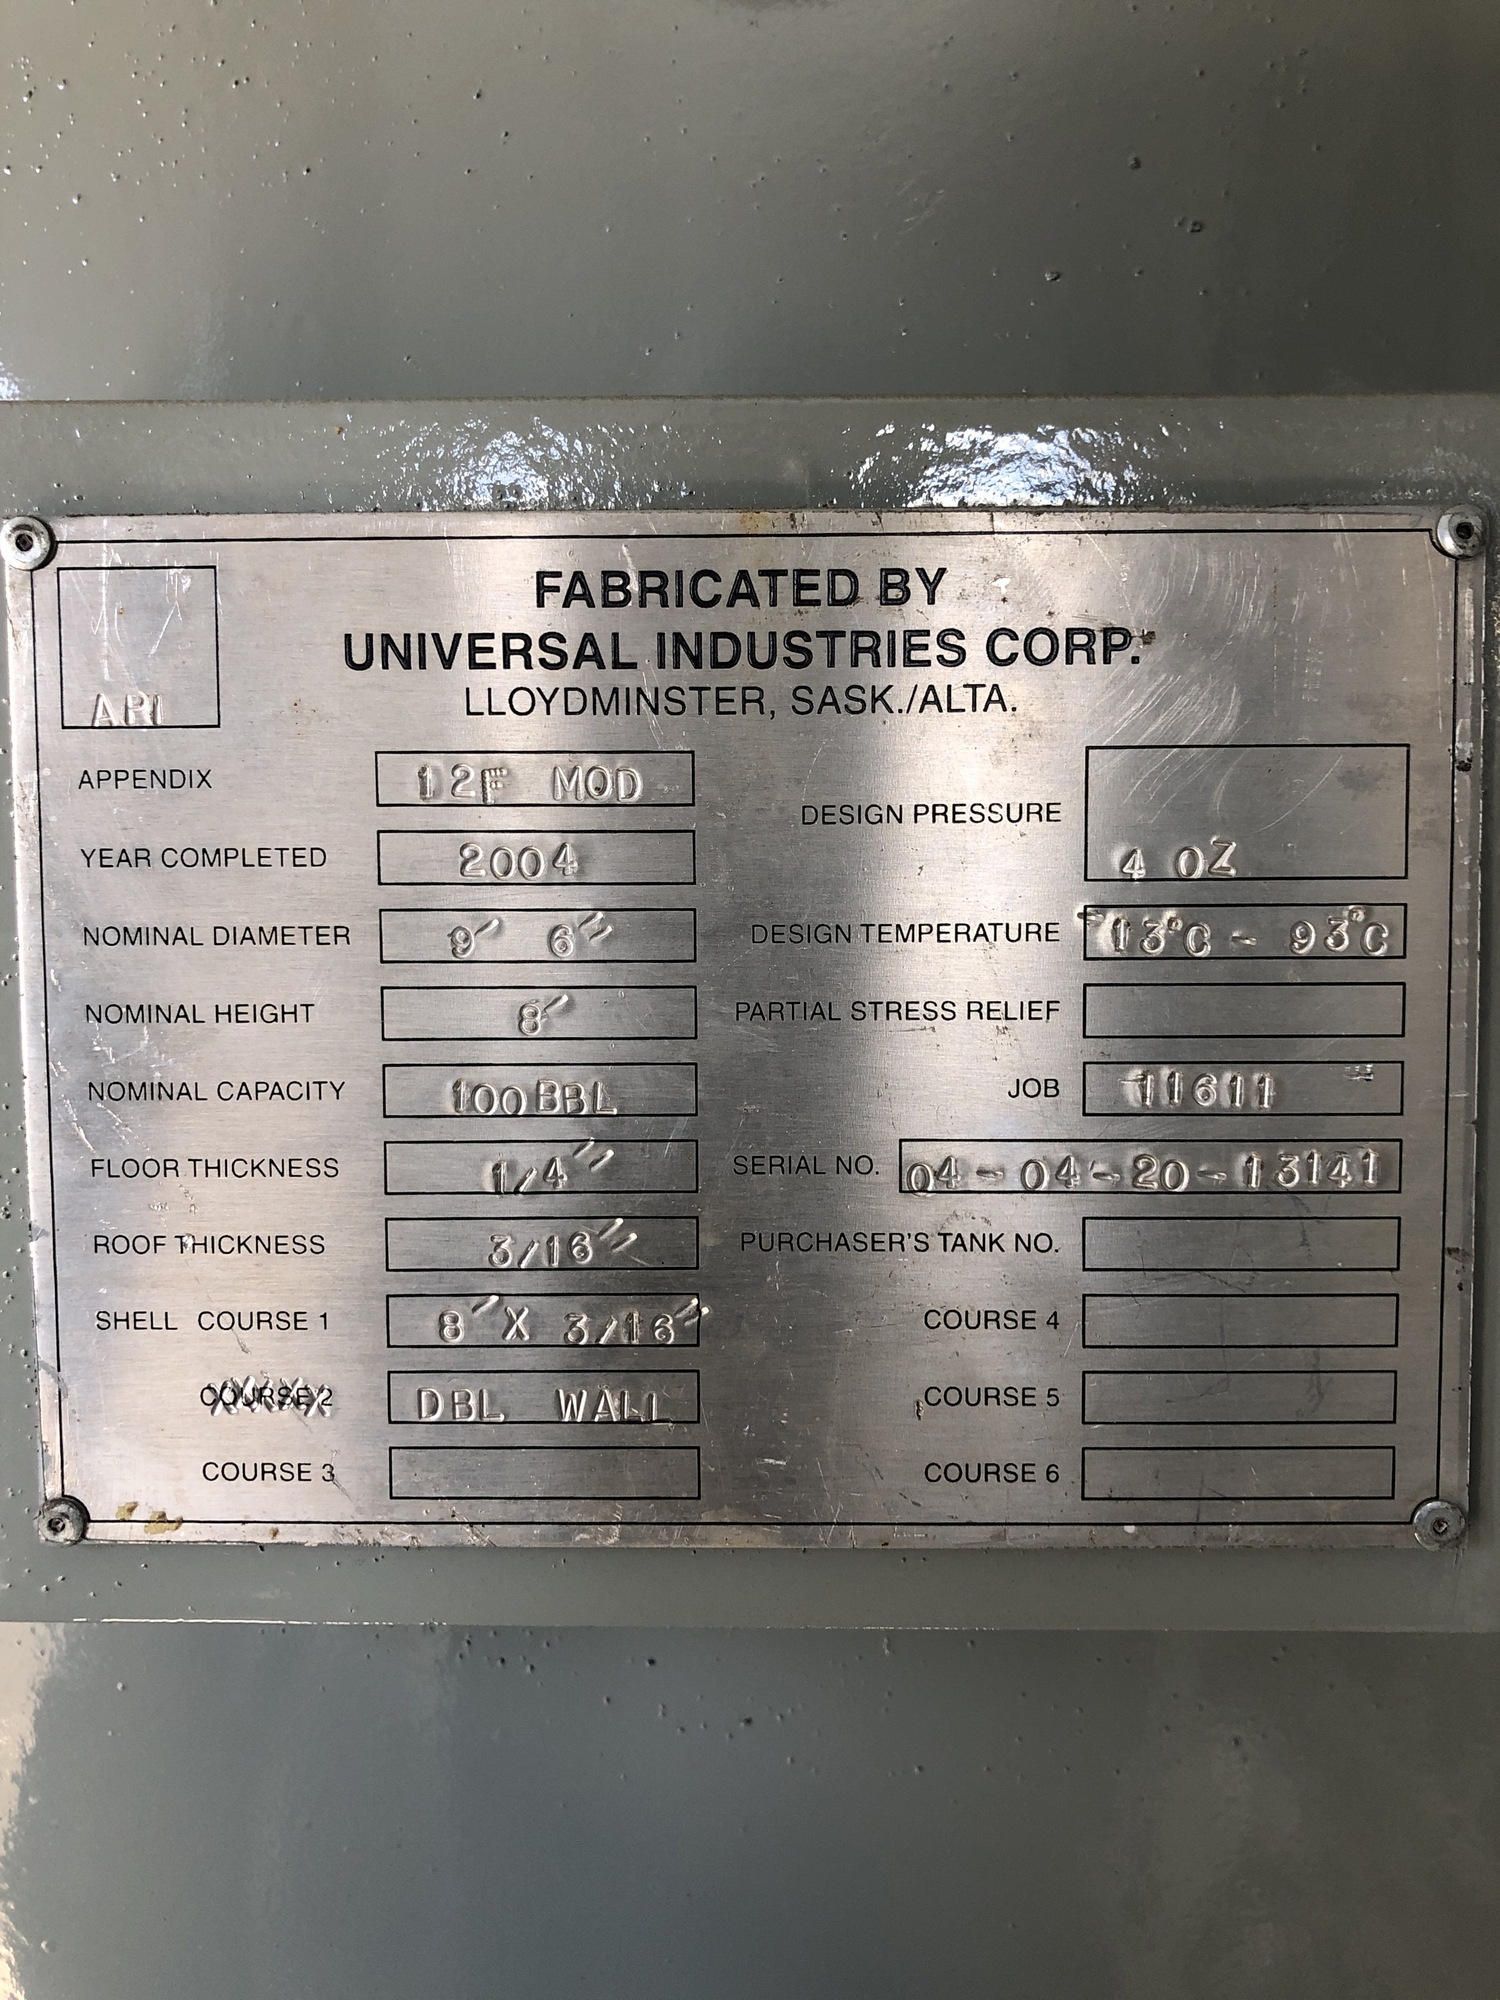 FABRICATED BY
UNIVERSAL INDUSTRIES CORP.
LLOYDMINSTER, SASK./ALTA.
API
APPENDIX 12F MOD
YEAR COMPLETED 2004
NOMINAL DIAMETER 9' 6"
NOMINAL HEIGHT 8'
NOMINAL CAPACITY 100BBL
FLOOR THICKNESS 1/4"
ROOF THICKNESS 3/16"
SHELL COURSE 1 8' X 3/16"
COURSE 2 DBL WALL
COURSE 3
DESIGN PRESSURE 4 OZ
DESIGN TEMPERATURE -13°C - 93°C
PARTIAL STRESS RELIEF
JOB 11611
SERIAL NO. 04-04-20-13141
PURCHASER'S TANK NO.
COURSE 4
COURSE 5
COURSE 6